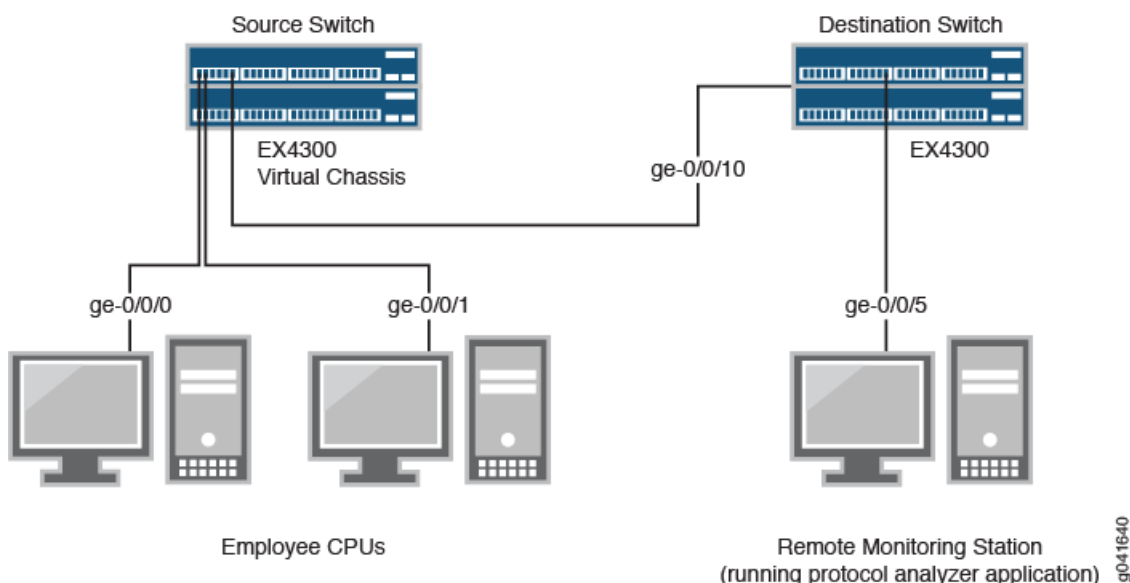 Source Switch
Destination Switch
EX4300
Virtual Chassis
EX4300
ge-0/0/10
ge-0/0/0
ge-0/0/1
ge-0/0/5
Employee CPUs
Remote Monitoring Station
(running protocol analyzer application)
g041640